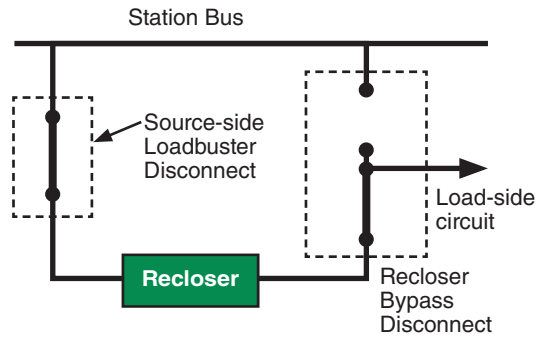 Station Bus
Source-side
Loadbuster
Disconnect
Load-side
circuit
Recloser
Recloser
Bypass
Disconnect